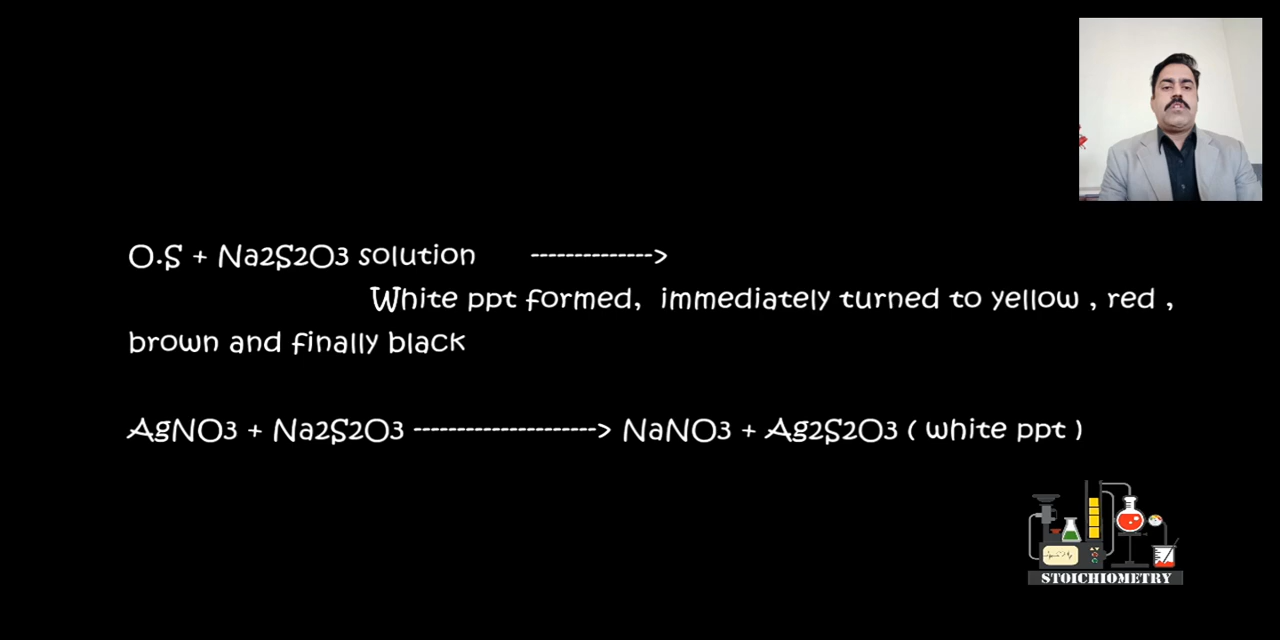 O.S + Na2S2O3 solution -------------->
White ppt formed, immediately turned to yellow , red ,
brown and finally black
AgNO3 + Na2S2O3 ---------------------> NaNO3 + Ag2S2O3 ( white ppt )
STOICHIOMETRY